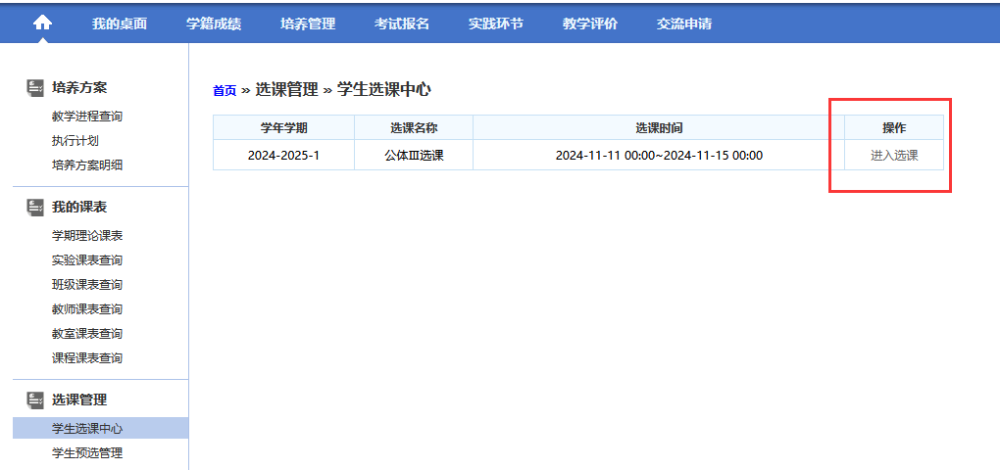 我的桌面 学籍成绩 培养管理 考试报名 实践环节 教学评价 交流申请
培养方案
教学进程查询
执行计划
培养方案明细
我的课表
学期理论课表
实验课表查询
班级课表查询
教师课表查询
教室课表查询
课程课表查询
选课管理
学生选课中心
学生预选管理
首页 » 选课管理 » 学生选课中心
学年学期 选课名称 选课时间 操作
2024-2025-1 公体Ⅲ选课 2024-11-11 00:00~2024-11-15 00:00 进入选课